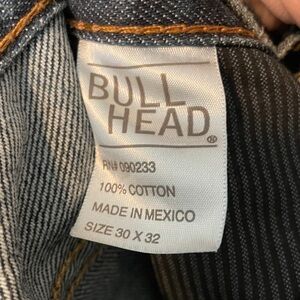 BULL
HEAD®
RN# 090233
100% COTTON
MADE IN MEXICO
SIZE 30 X 32